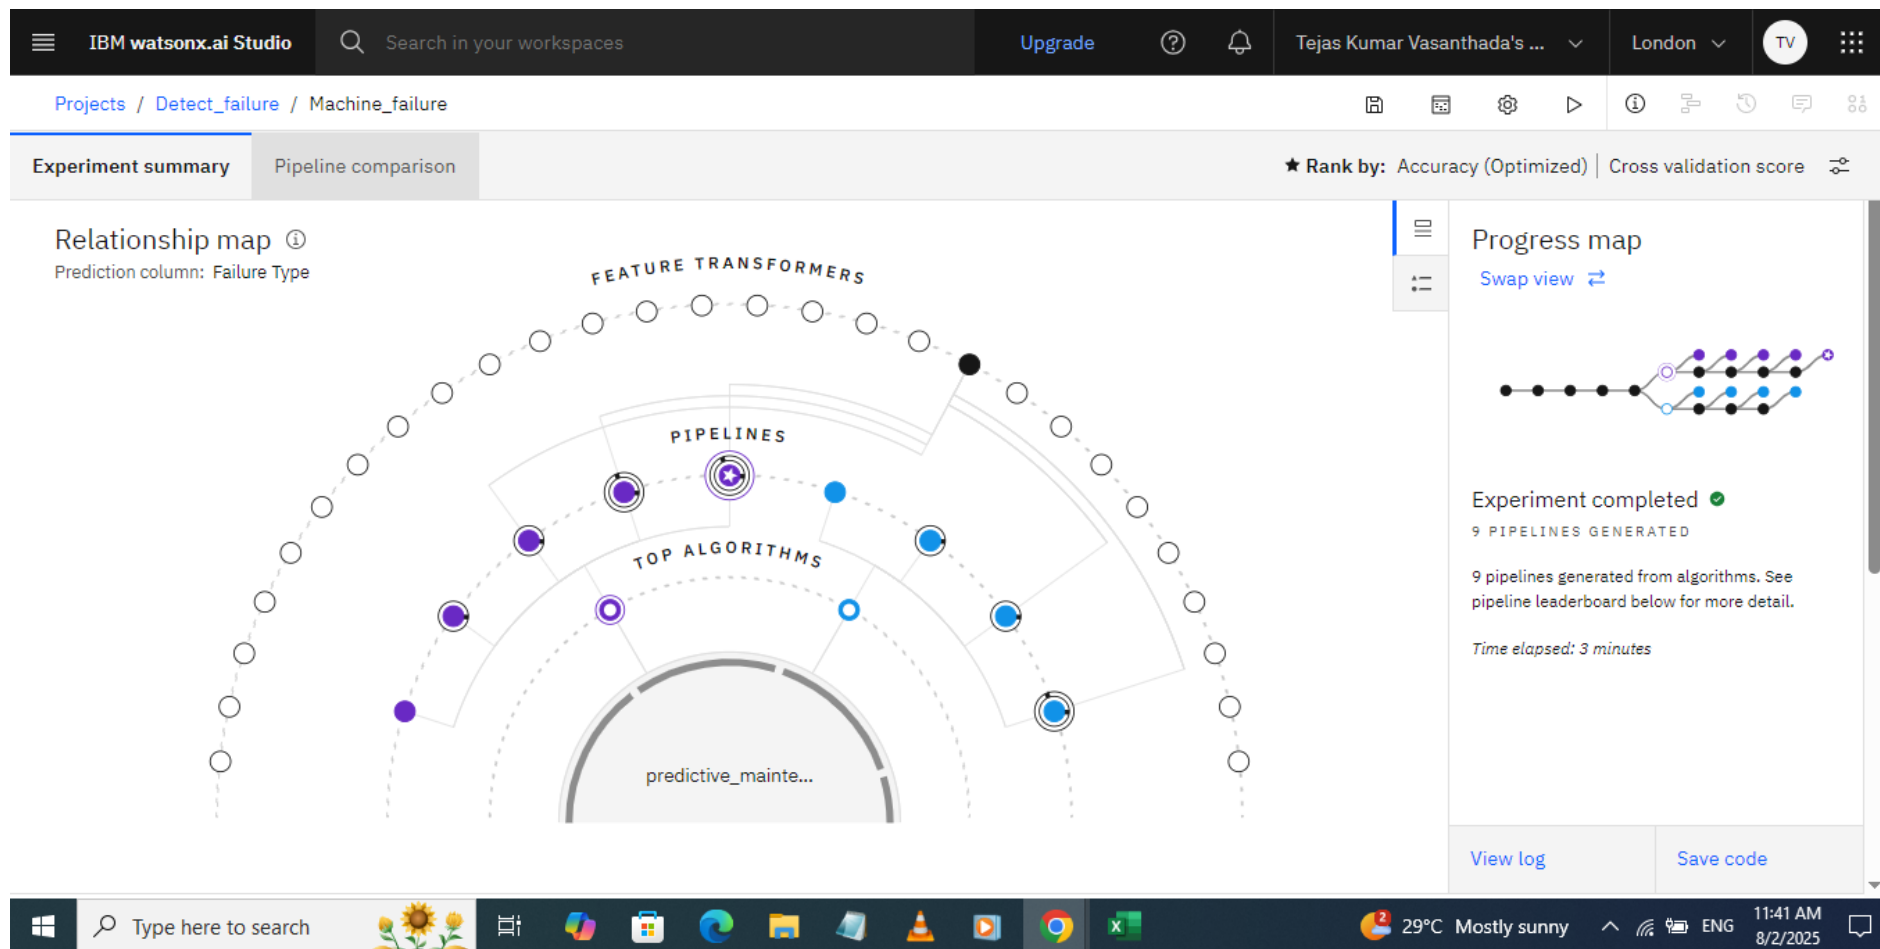 IBM watsonx.ai Studio
Search in your workspaces
Upgrade
Tejas Kumar Vasanthada's ...
London
TV
Projects / Detect_failure / Machine_failure
Experiment summary
Pipeline comparison
Rank by: Accuracy (Optimized) | Cross validation score
Relationship map
Prediction column: Failure Type
FEATURE TRANSFORMERS
PIPELINES
TOP ALGORITHMS
predictive_mainte...
Progress map
Swap view
Experiment completed
9 PIPELINES GENERATED
9 pipelines generated from algorithms. See
pipeline leaderboard below for more detail.
Time elapsed: 3 minutes
View log
Save code
Type here to search
2
29°C Mostly sunny
ENG
11:41 AM
8/2/2025